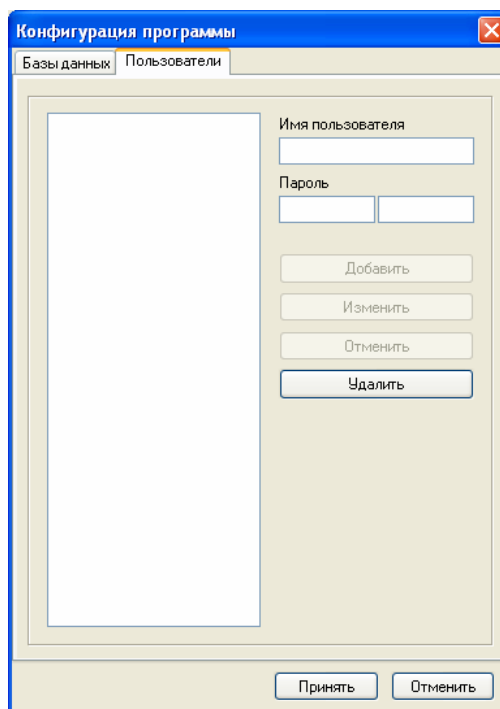 Конфигурация программы
Базы данных Пользователи
Имя пользователя
Пароль
Добавить
Изменить
Отменить
Удалить
Принять Отменить